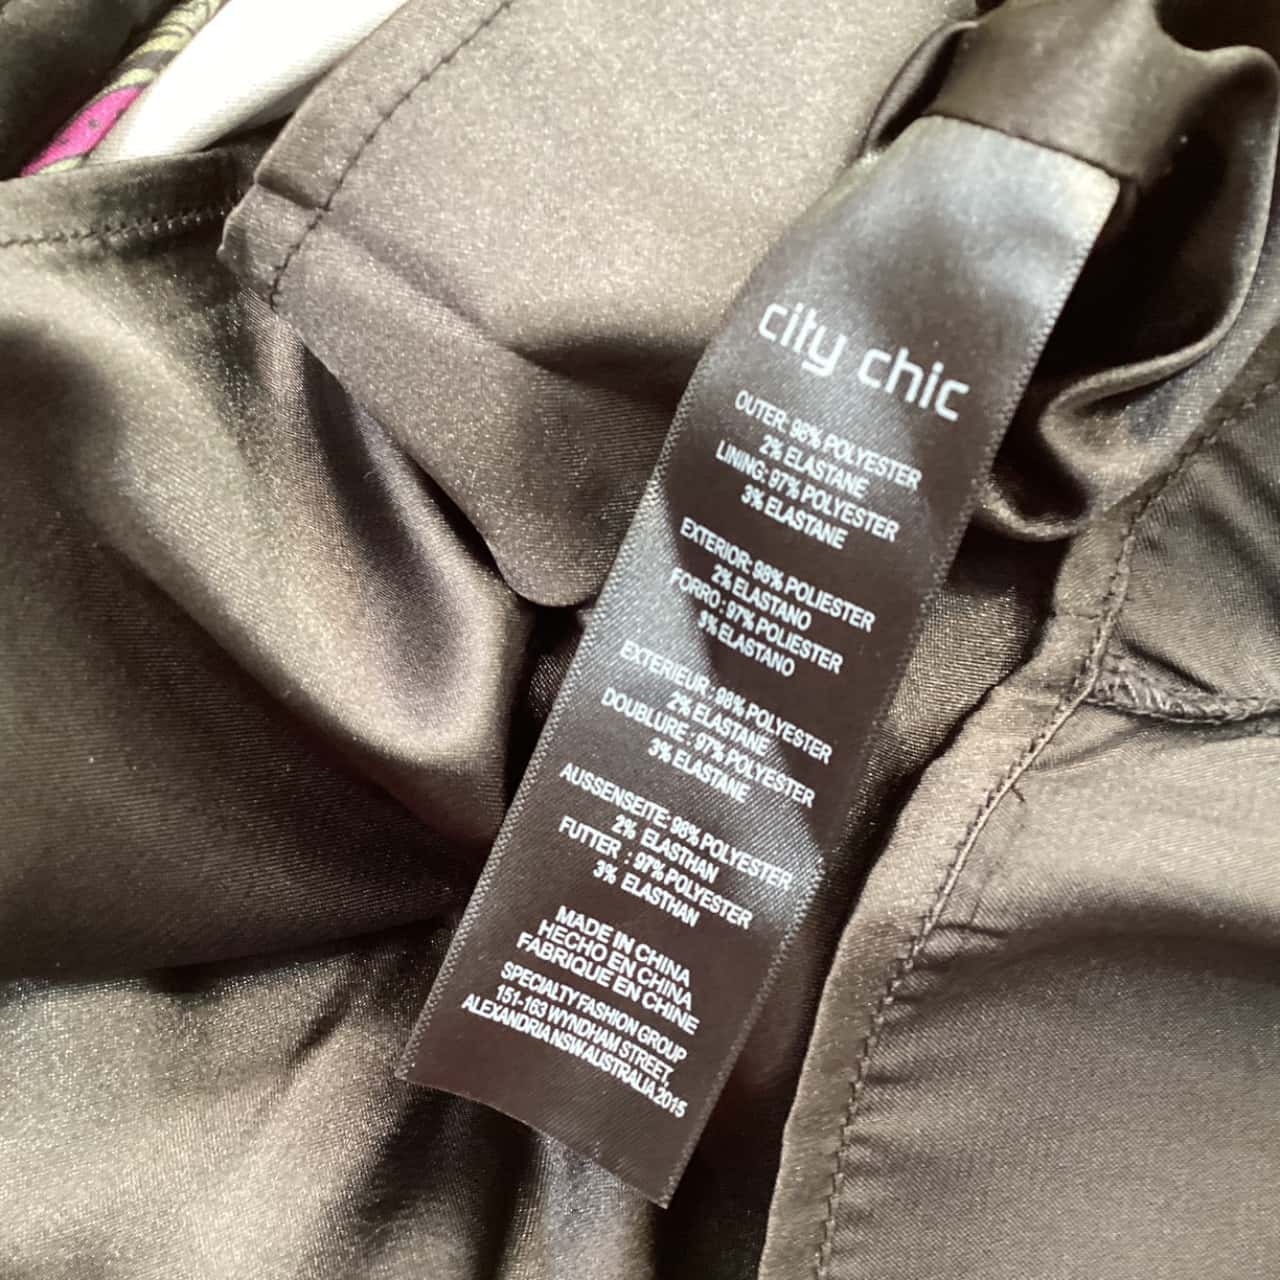 city chic
OUTER: 98% POLYESTER
2% ELASTANE
LINING: 97% POLYESTER
3% ELASTANE
EXTERIOR: 98% POLIESTER
2% ELASTANO
FORRO : 97% POLIESTER
3% ELASTANO
EXTERIEUR : 98% POLYESTER
2% ELASTANE
DOUBLURE : 97% POLYESTER
3% ELASTANE
AUSSENSEITE: 98% POLYESTER
2% ELASTHAN
FUTTER : 97% POLYESTER
3% ELASTHAN
MADE IN CHINA
HECHO EN CHINA
FABRIQUE EN CHINE
SPECIALTY FASHION GROUP
151-163 WYNDHAM STREET,
ALEXANDRIA NSW AUSTRALIA 2015